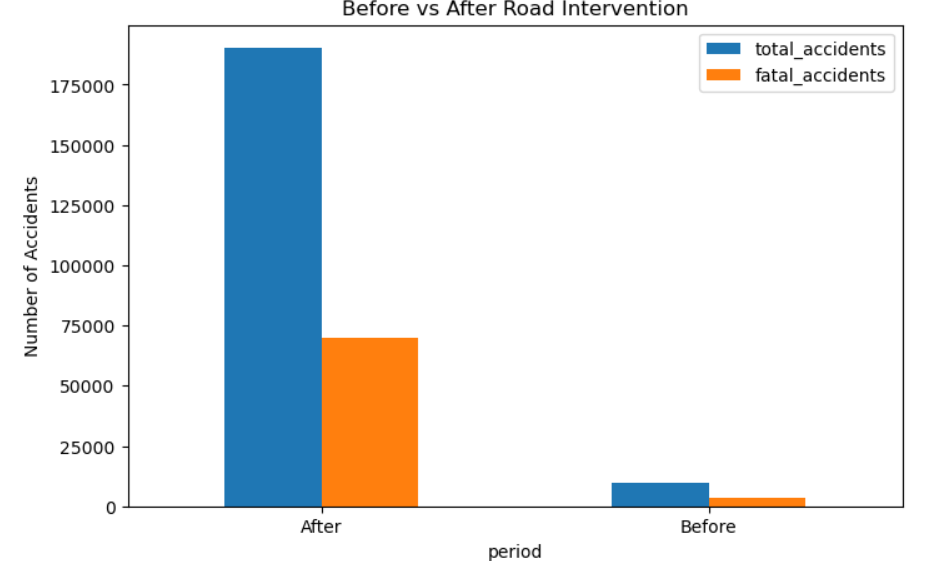 Before vs After Road Intervention
total_accidents
fatal_accidents
Number of Accidents
175000
150000
125000
100000
75000
50000
25000
0
After
Before
period